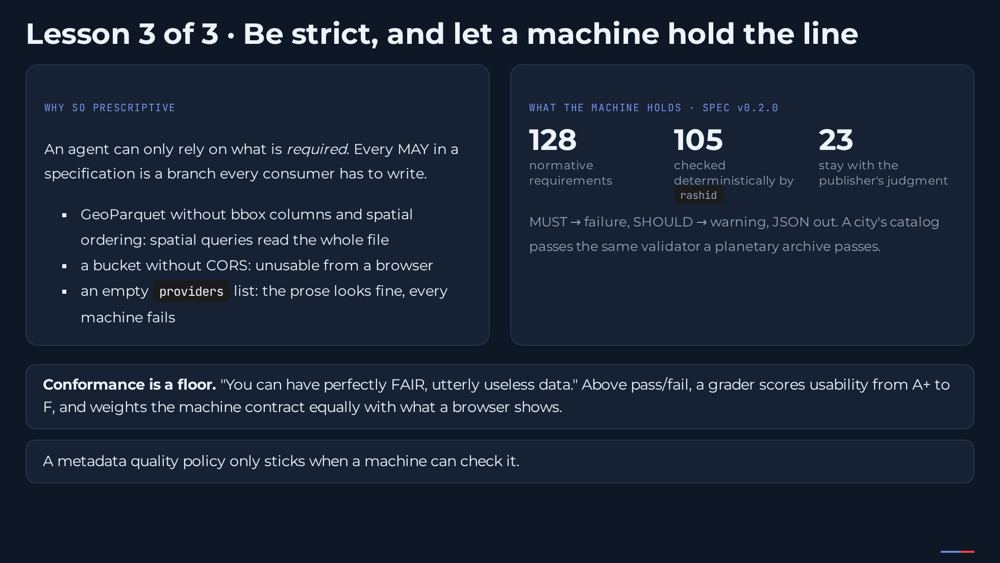 Lesson 3 of 3 · Be strict, and let a machine hold the line
WHY SO PRESCRIPTIVE
An agent can only rely on what is required. Every MAY in a
specification is a branch every consumer has to write.
▪ GeoParquet without bbox columns and spatial
ordering: spatial queries read the whole file
▪ a bucket without CORS: unusable from a browser
▪ an empty providers list: the prose looks fine, every
machine fails
WHAT THE MACHINE HOLDS · SPEC v0.2.0
128
normative
requirements
105
checked
deterministically by
rashid
23
stay with the
publisher's judgment
MUST → failure, SHOULD → warning, JSON out. A city's catalog
passes the same validator a planetary archive passes.
Conformance is a floor. "You can have perfectly FAIR, utterly useless data." Above pass/fail, a grader scores usability from A+ to
F, and weights the machine contract equally with what a browser shows.
A metadata quality policy only sticks when a machine can check it.